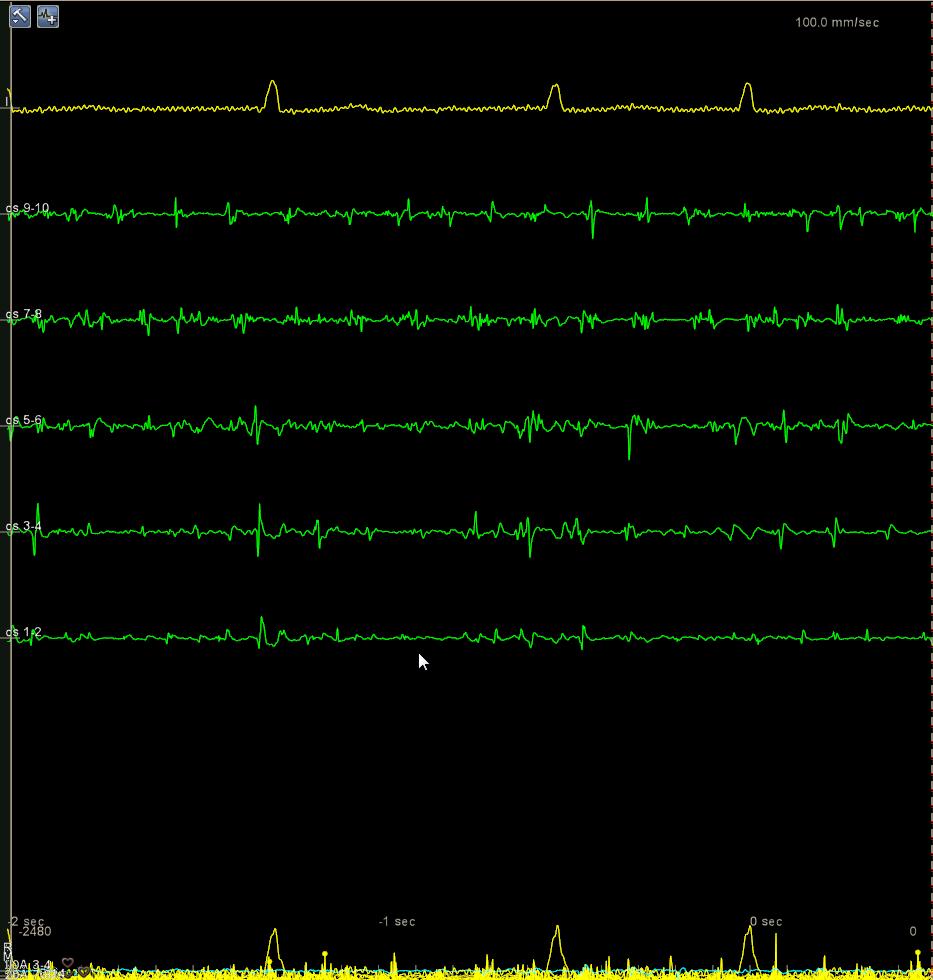 100.0 mm/sec
I
cs 9-10
cs 7-8
cs 5-6
cs 3-4
cs 1-2
-2 sec
-1 sec
0 sec
-2480
0